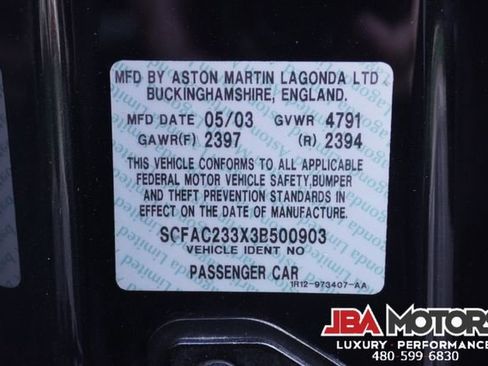 MFD BY ASTON MARTIN LAGONDA LTD
BUCKINGHAMSHIRE, ENGLAND.
MFD DATE 05/03 GVWR 4791
GAWR(F) 2397 (R) 2394
THIS VEHICLE CONFORMS TO ALL APPLICABLE
FEDERAL MOTOR VEHICLE SAFETY,BUMPER
AND THEFT PREVENTION STANDARDS IN
EFFECT ON THE DATE OF MANUFACTURE
SCFAC233X3B500903
VEHICLE IDENT NO
PASSENGER CAR
1R12-973407-AA
JBA MOTORS
LUXURY - PERFORMANCE
480 599 6830